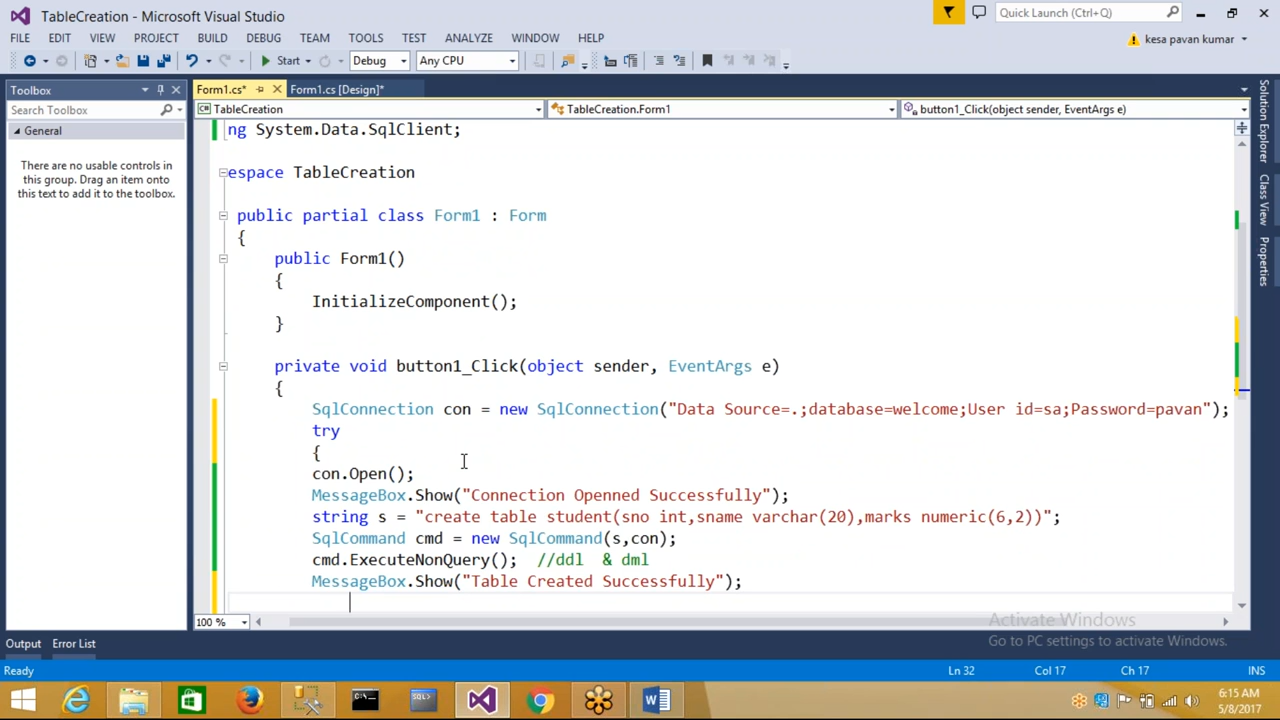 TableCreation - Microsoft Visual Studio
Quick Launch (Ctrl+Q)
FILE EDIT VIEW PROJECT BUILD DEBUG TEAM TOOLS TEST ANALYZE WINDOW HELP
kesa pavan kumar
Start Debug Any CPU
Toolbox
Form1.cs* Form1.cs [Design]*
Search Toolbox
TableCreation TableCreation.Form1 button1_Click(object sender, EventArgs e)
General
There are no usable controls in
this group. Drag an item onto
this text to add it to the toolbox.
ng System.Data.SqlClient;
espace TableCreation
public partial class Form1 : Form
{
public Form1()
{
InitializeComponent();
}
private void button1_Click(object sender, EventArgs e)
{
SqlConnection con = new SqlConnection("Data Source=.;database=welcome;User id=sa;Password=pavan");
try
{
con.Open();
MessageBox.Show("Connection Openned Successfully");
string s = "create table student(sno int,sname varchar(20),marks numeric(6,2))";
SqlCommand cmd = new SqlCommand(s,con);
cmd.ExecuteNonQuery(); //ddl & dml
MessageBox.Show("Table Created Successfully");
Solution Explorer
Class View
Properties
100 %
Activate Windows
Go to PC settings to activate Windows.
Output Error List
Ready Ln 32 Col 17 Ch 17 INS
6:15 AM
5/8/2017